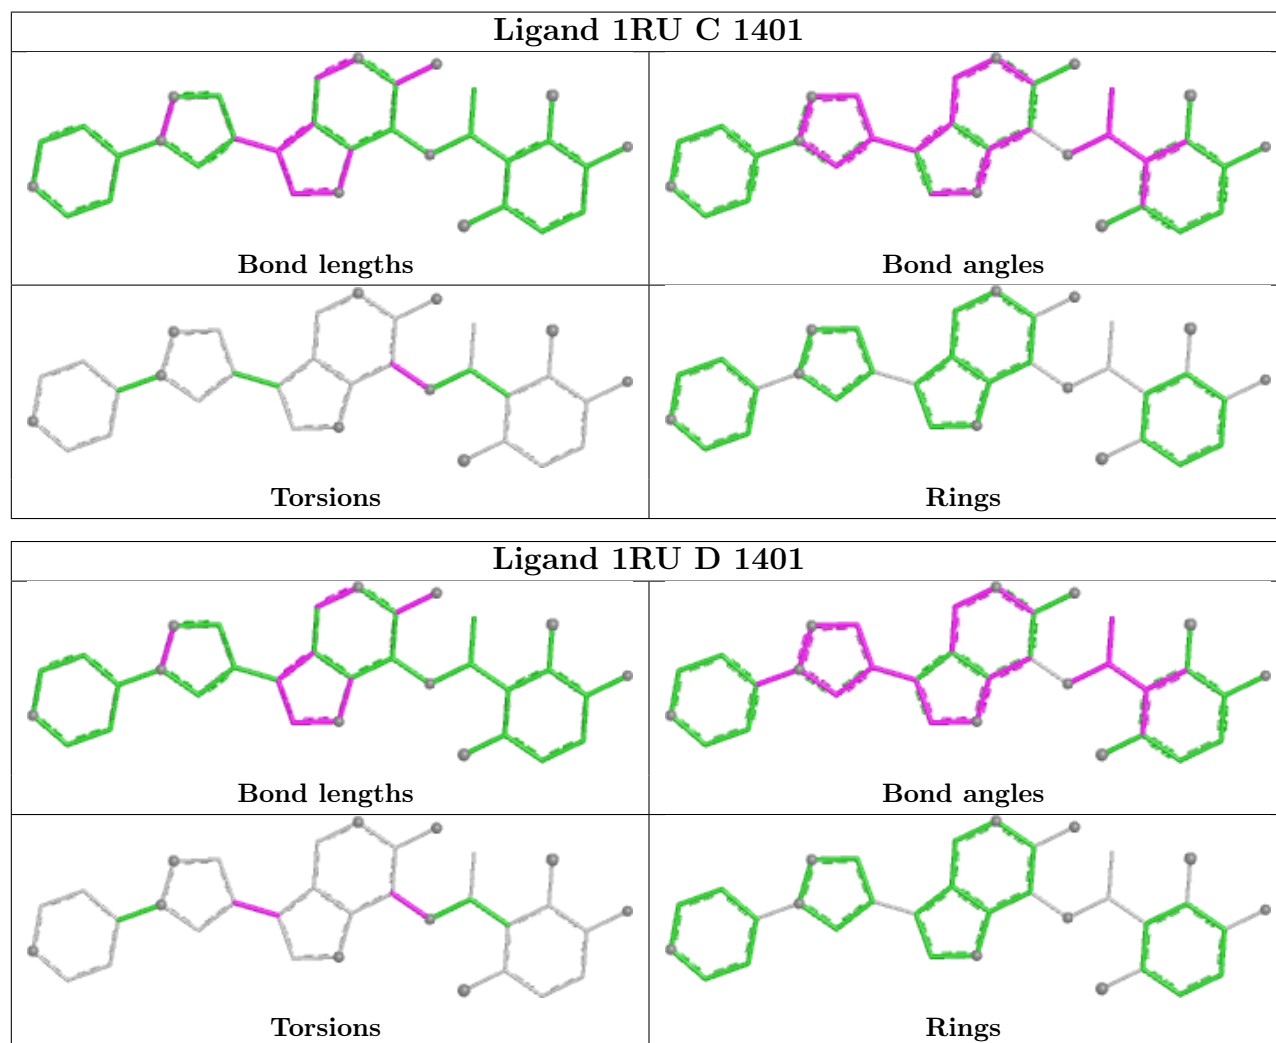 Ligand 1RU C 1401
Bond lengths
Bond angles
Torsions
Rings
Ligand 1RU D 1401
Bond lengths
Bond angles
Torsions
Rings